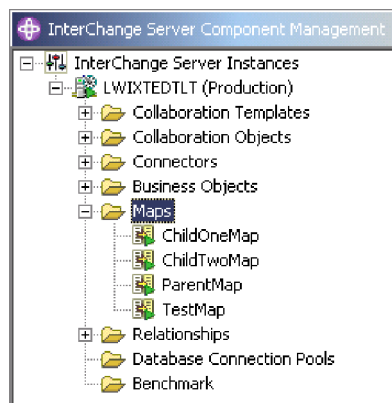 InterChange Server Component Management
InterChange Server Instances
LWIXTEDTLT (Production)
Collaboration Templates
Collaboration Objects
Connectors
Business Objects
Maps
ChildOneMap
ChildTwoMap
ParentMap
TestMap
Relationships
Database Connection Pools
Benchmark